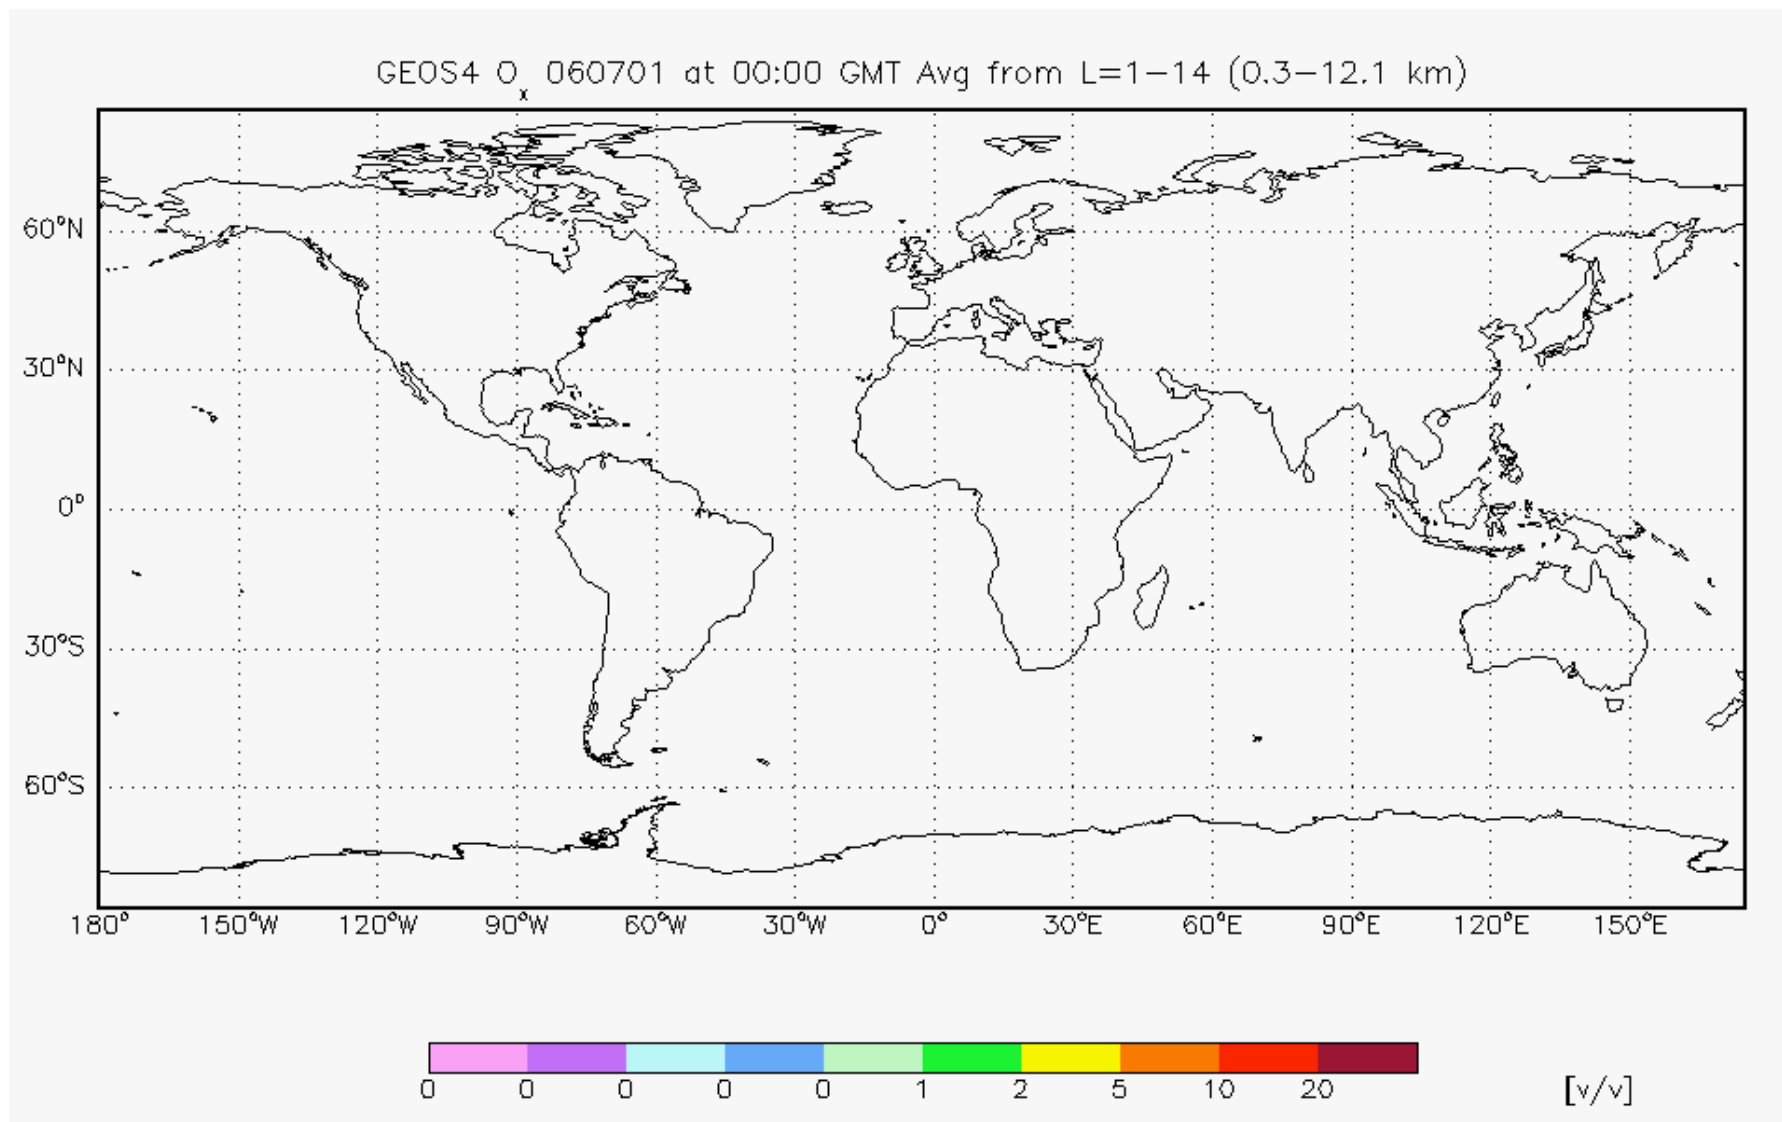 GEOS4 Oₓ 060701 at 00:00 GMT Avg from L=1-14 (0.3-12.1 km)
60°N
30°N
0°
30°S
60°S
180° 150°W 120°W 90°W 60°W 30°W 0° 30°E 60°E 90°E 120°E 150°E
0 0 0 0 0 1 2 5 10 20 [v/v]